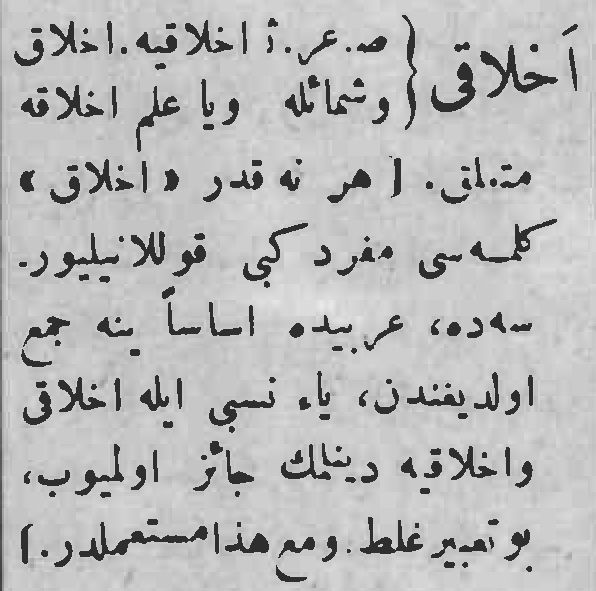 اَخلاقی { ص. عر. ثـ اخلاقیه. اخلاق
وشمائله ویا علم اخلاقه
متعلق. [ هر نه قدر « اخلاق »
کلمه‌سی مفرد کبی قوللانیلیور.
سه‌ده، عربیده اساساً ینه جمع
اولدیغندن، یاء نسبی ایله اخلاقی
واخلاقیه دینلمك جائز اولمیوب،
بو تعبیر غلط. ومع هذا مستعملدر. ]